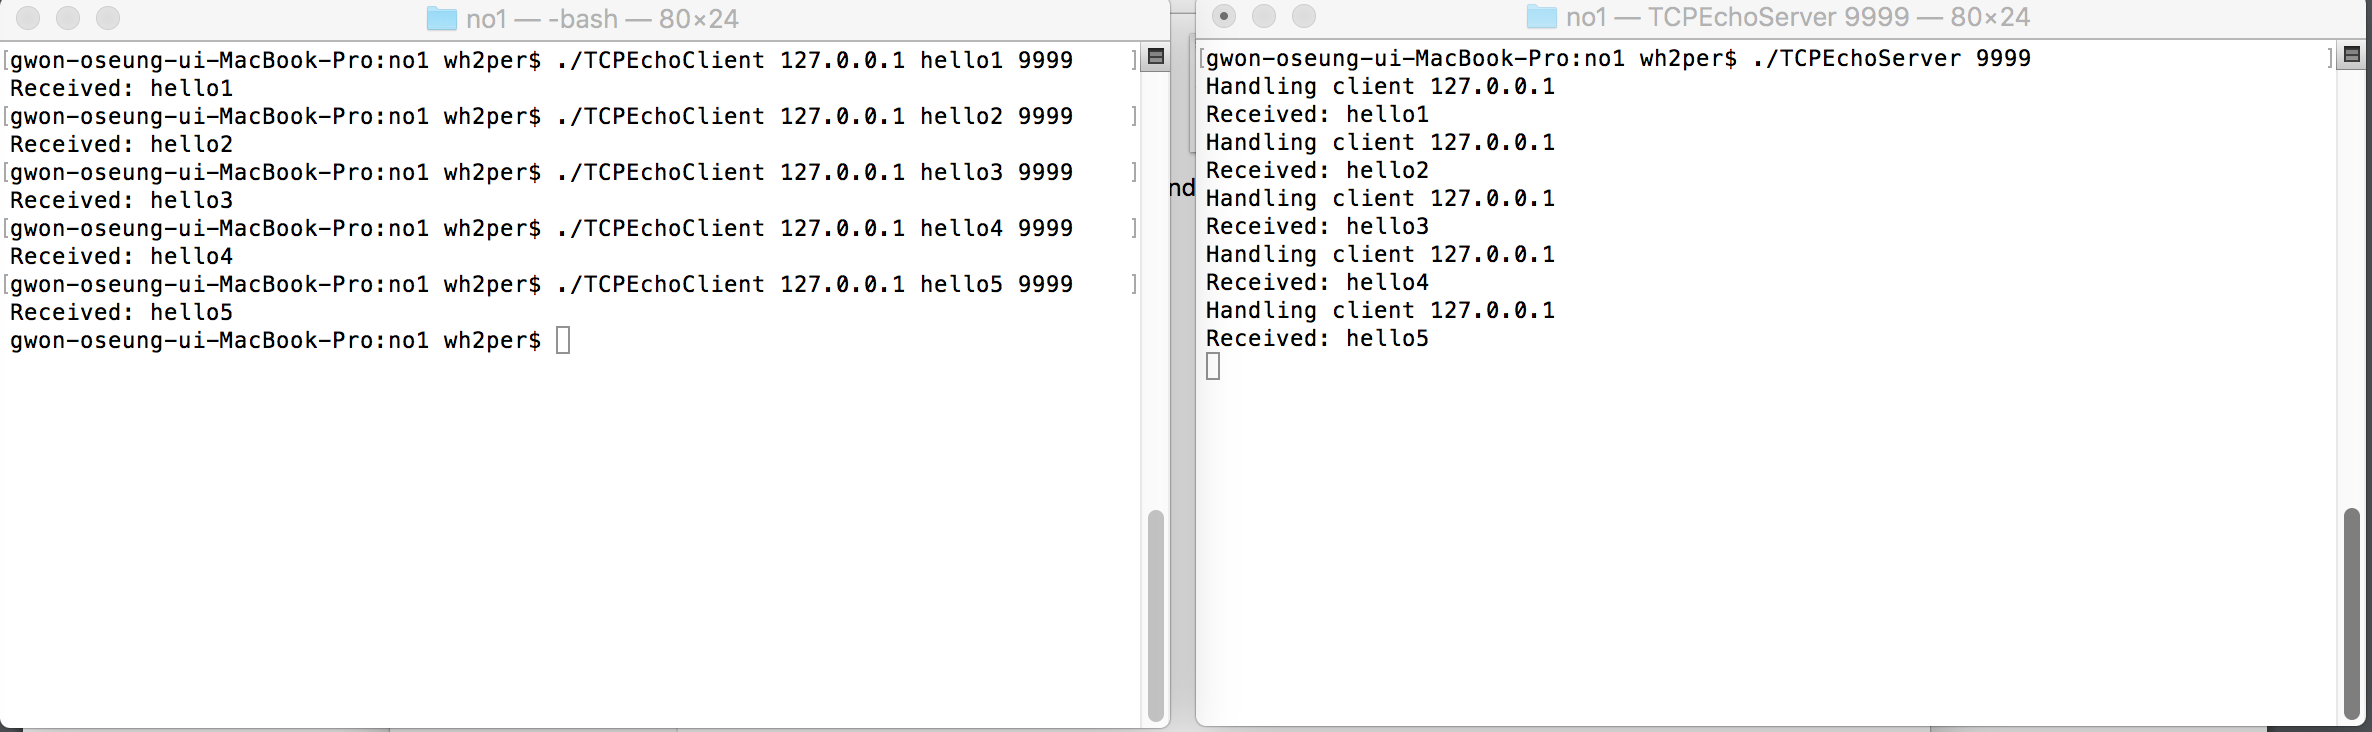 no1 — -bash — 80×24
[gwon-oseung-ui-MacBook-Pro:no1 wh2per$ ./TCPEchoClient 127.0.0.1 hello1 9999 ]
Received: hello1
[gwon-oseung-ui-MacBook-Pro:no1 wh2per$ ./TCPEchoClient 127.0.0.1 hello2 9999 ]
Received: hello2
[gwon-oseung-ui-MacBook-Pro:no1 wh2per$ ./TCPEchoClient 127.0.0.1 hello3 9999 ]
Received: hello3
[gwon-oseung-ui-MacBook-Pro:no1 wh2per$ ./TCPEchoClient 127.0.0.1 hello4 9999 ]
Received: hello4
[gwon-oseung-ui-MacBook-Pro:no1 wh2per$ ./TCPEchoClient 127.0.0.1 hello5 9999 ]
Received: hello5
gwon-oseung-ui-MacBook-Pro:no1 wh2per$
nd
no1 — TCPEchoServer 9999 — 80×24
[gwon-oseung-ui-MacBook-Pro:no1 wh2per$ ./TCPEchoServer 9999 ]
Handling client 127.0.0.1
Received: hello1
Handling client 127.0.0.1
Received: hello2
Handling client 127.0.0.1
Received: hello3
Handling client 127.0.0.1
Received: hello4
Handling client 127.0.0.1
Received: hello5